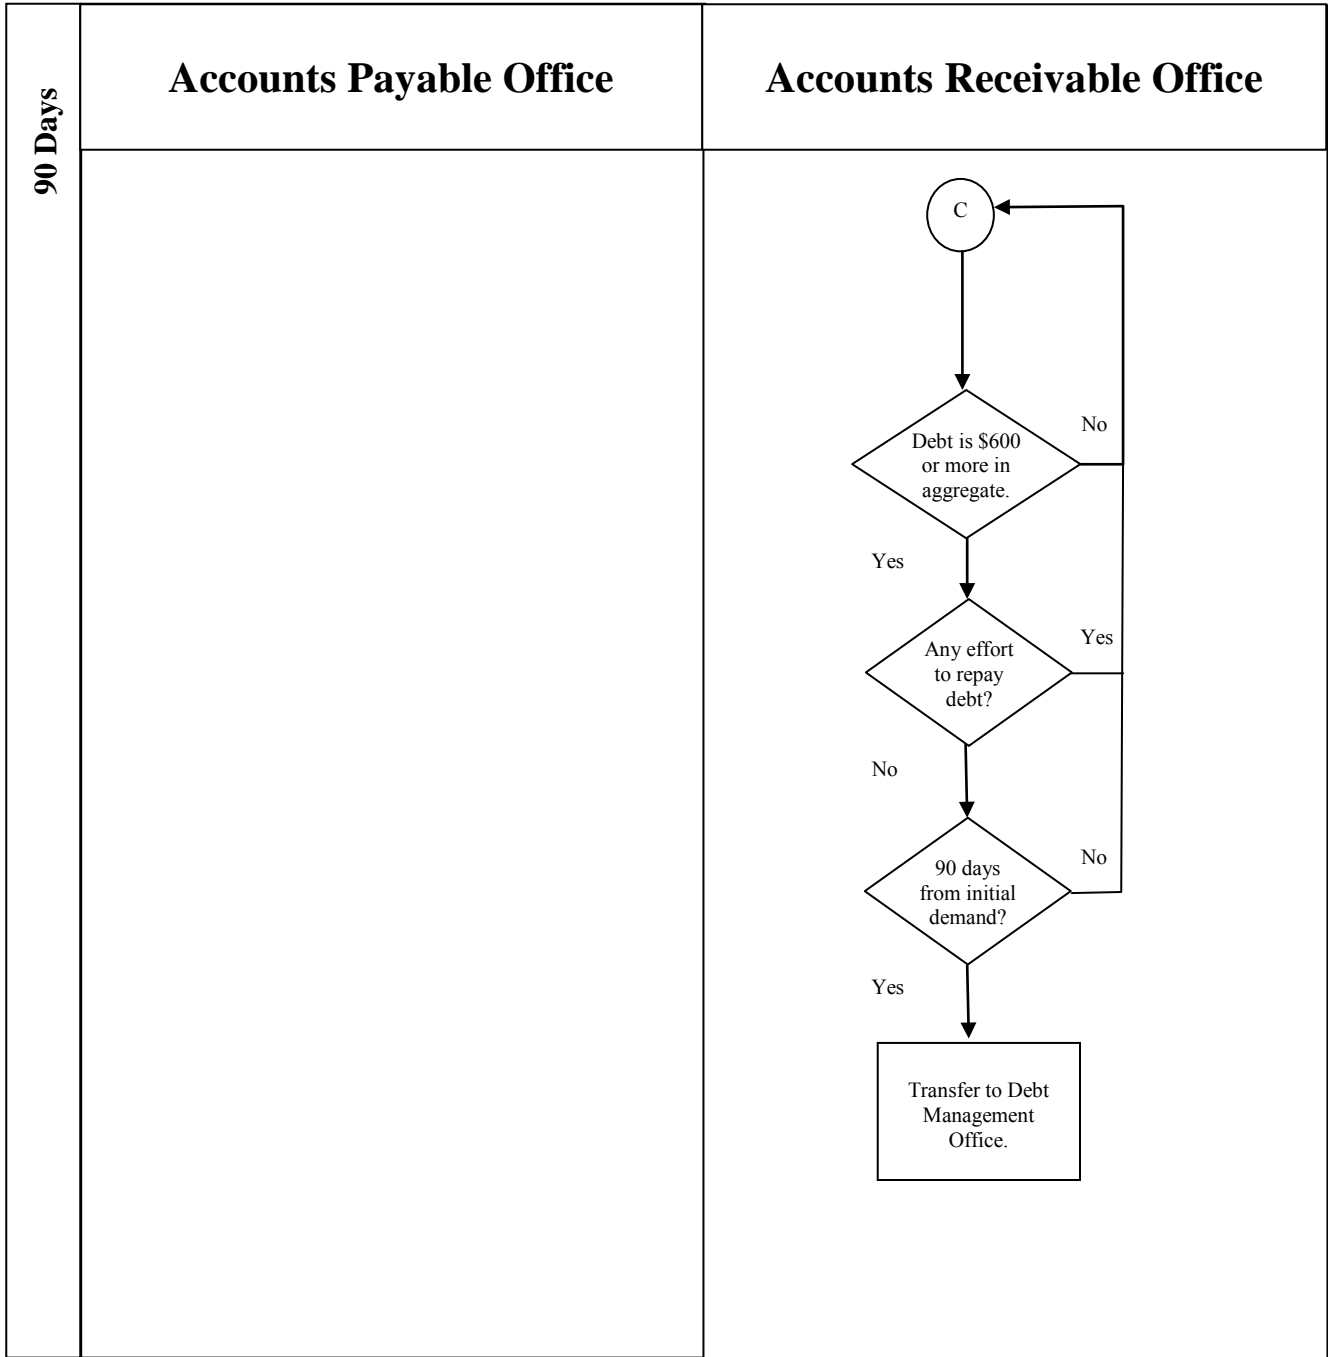 90 Days
Accounts Payable Office
Accounts Receivable Office
C
Debt is $600
or more in
aggregate.
No
Yes
Any effort
to repay
debt?
Yes
No
90 days
from initial
demand?
No
Yes
Transfer to Debt
Management
Office.